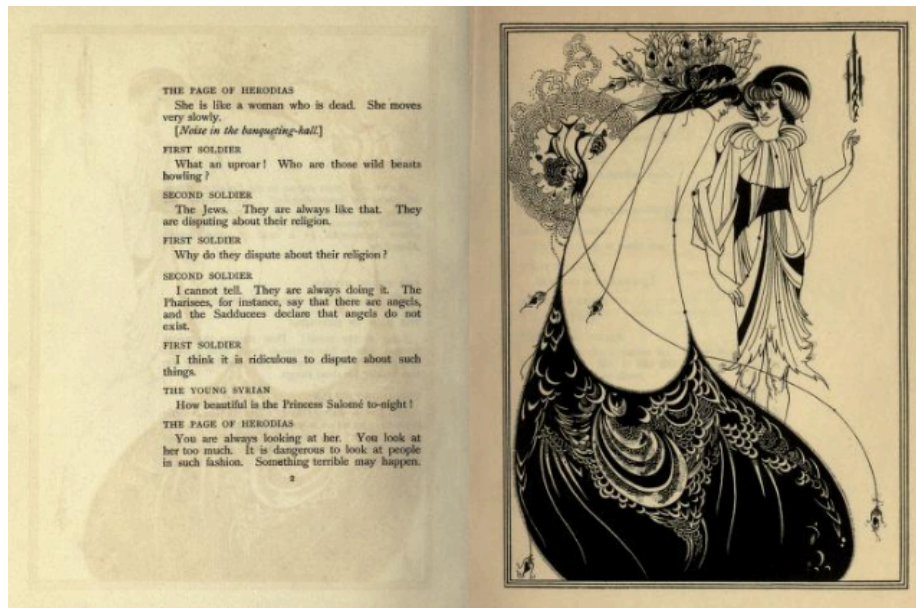 THE PAGE OF HERODIAS
She is like a woman who is dead. She moves
very slowly.
[Noise in the banqueting-hall.]
FIRST SOLDIER
What an uproar! Who are those wild beasts
howling?
SECOND SOLDIER
The Jews. They are always like that. They
are disputing about their religion.
FIRST SOLDIER
Why do they dispute about their religion?
SECOND SOLDIER
I cannot tell. They are always doing it. The
Pharisees, for instance, say that there are angels,
and the Sadducees declare that angels do not
exist.
FIRST SOLDIER
I think it is ridiculous to dispute about such
things.
THE YOUNG SYRIAN
How beautiful is the Princess Salomé to-night!
THE PAGE OF HERODIAS
You are always looking at her. You look at
her too much. It is dangerous to look at people
in such fashion. Something terrible may happen.
2